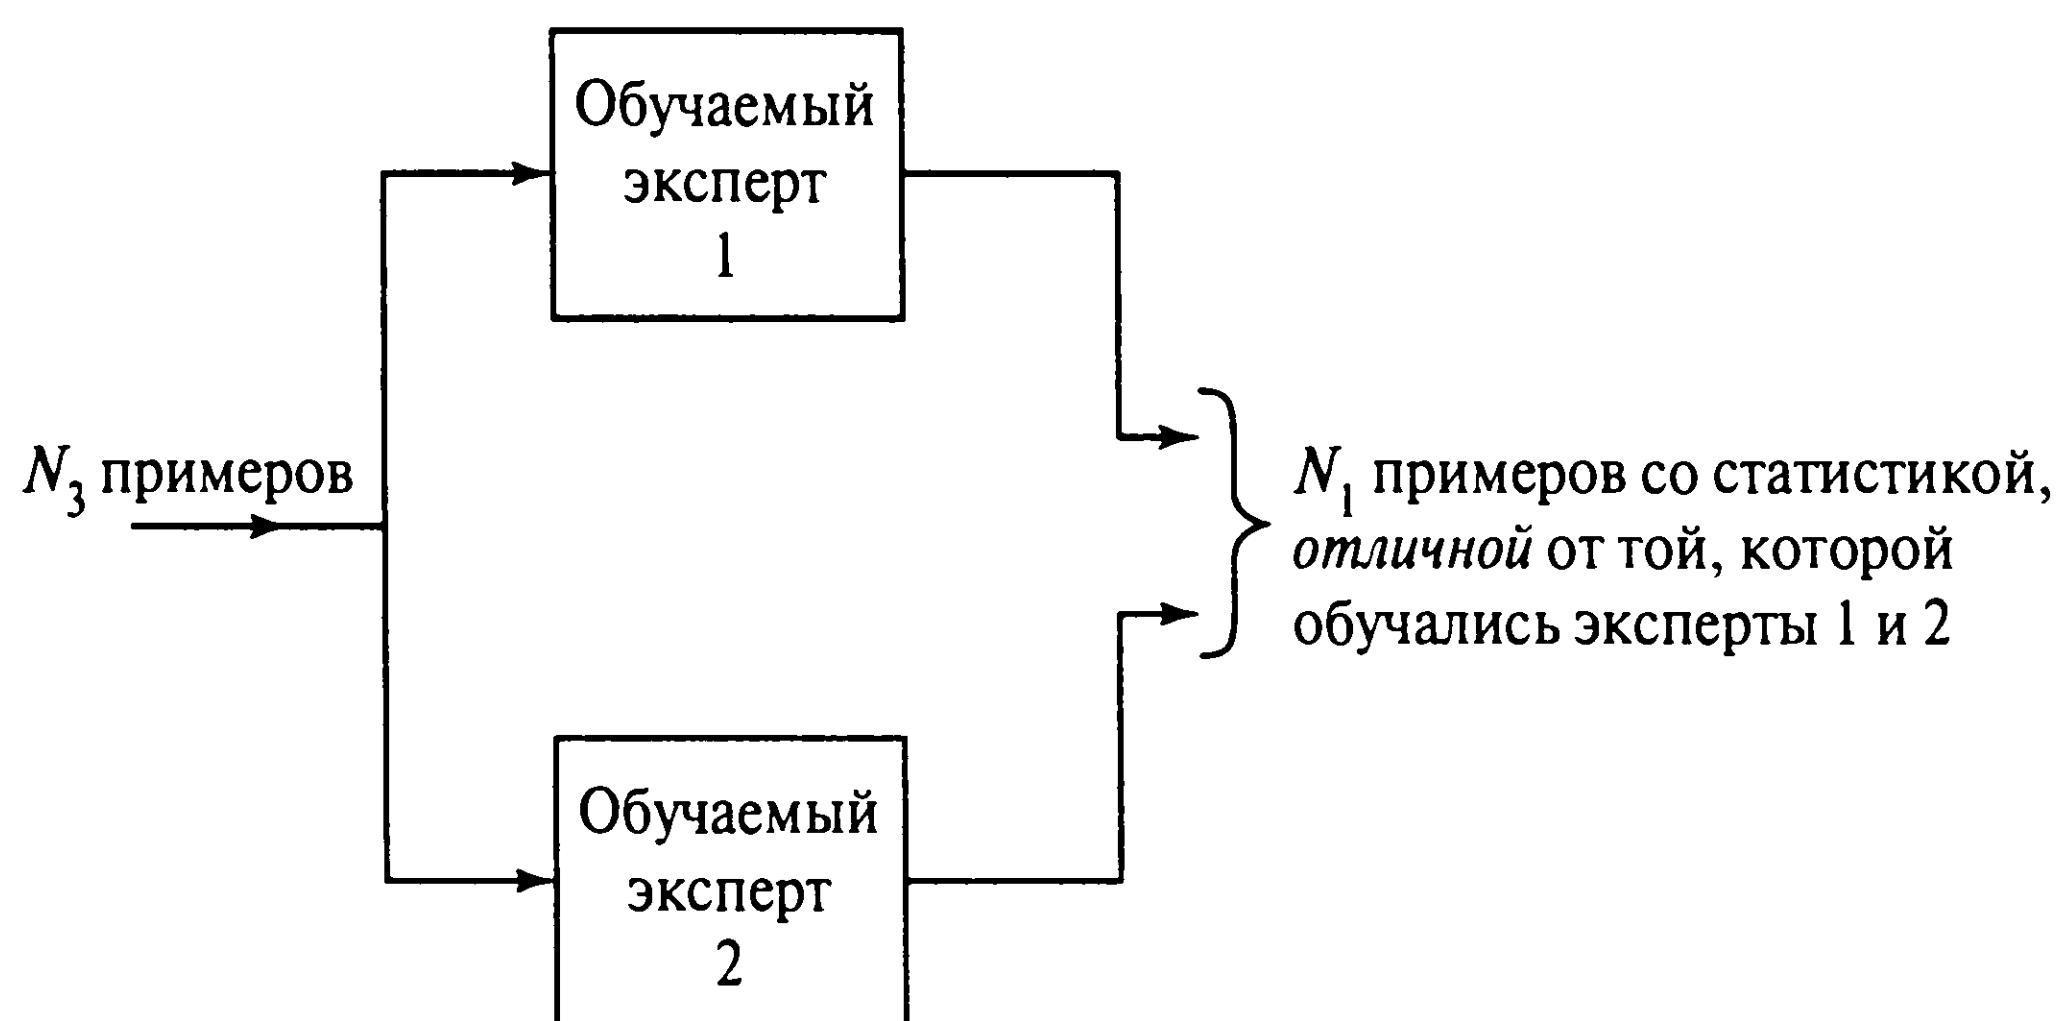 Обучаемый
эксперт
1
N₃ примеров
N₁ примеров со статистикой,
отличной от той, которой
обучались эксперты 1 и 2
Обучаемый
эксперт
2